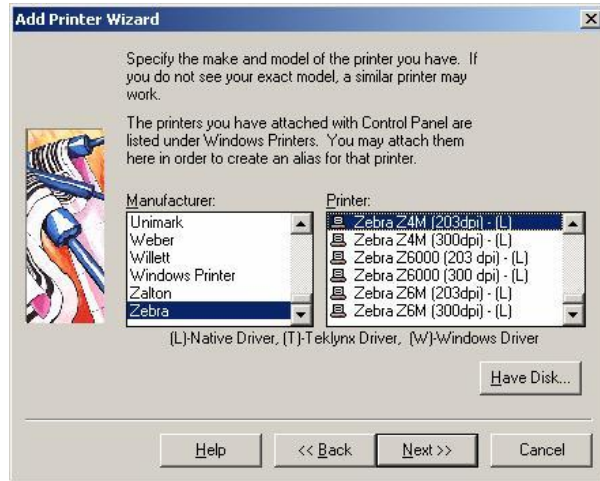 Add Printer Wizard
Specify the make and model of the printer you have. If
you do not see your exact model, a similar printer may
work.
The printers you have attached with Control Panel are
listed under Windows Printers. You may attach them
here in order to create an alias for that printer.
Manufacturer:
Unimark
Weber
Willett
Windows Printer
Zalton
Zebra
Printer:
Zebra Z4M (203dpi) - (L)
Zebra Z4M (300dpi) - (L)
Zebra Z6000 (203 dpi) - (L)
Zebra Z6000 (300 dpi) - (L)
Zebra Z6M (203dpi) - (L)
Zebra Z6M (300dpi) - (L)
(L)-Native Driver, (T)-Teklynx Driver, (W)-Windows Driver
Have Disk...
Help
<< Back
Next >>
Cancel